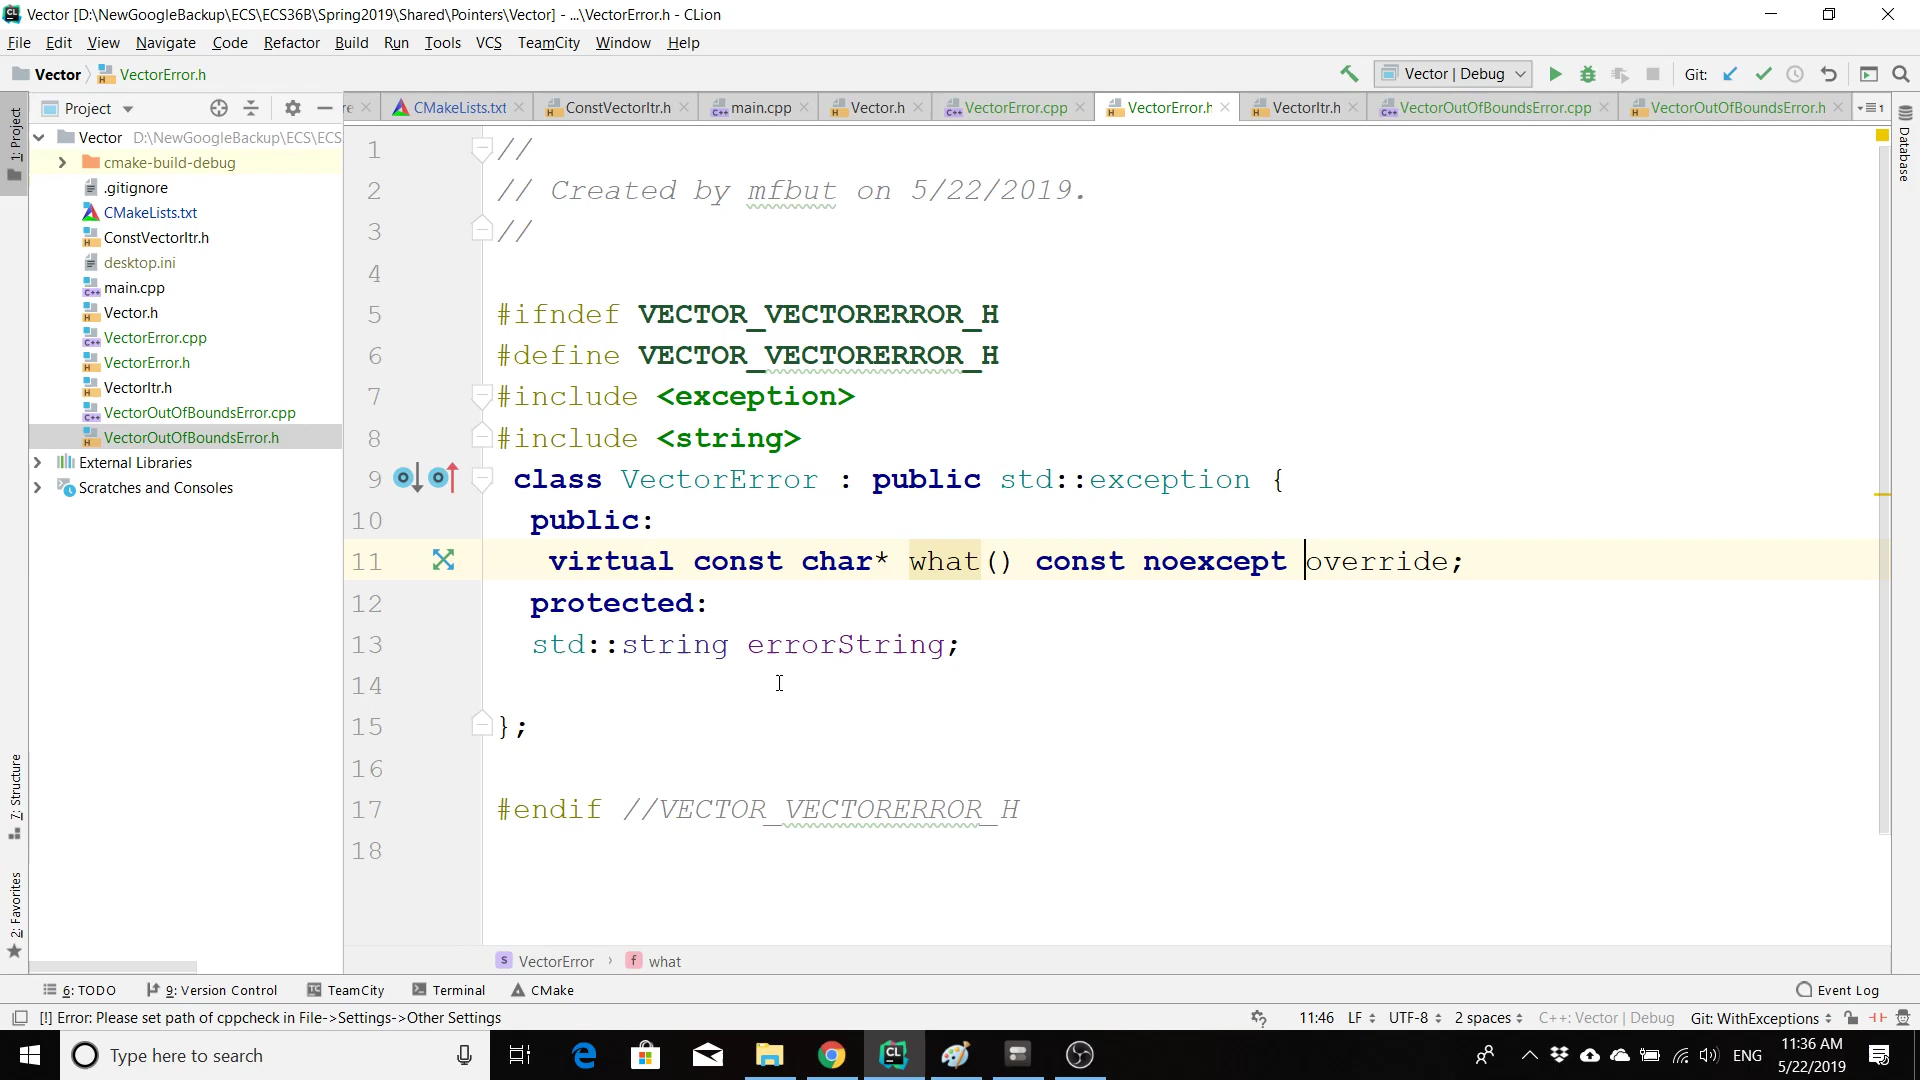 Vector [D:\NewGoogleBackup\ECS\ECS36B\Spring2019\Shared\Pointers\Vector] - ...\VectorError.h - CLion
File Edit View Navigate Code Refactor Build Run Tools VCS TeamCity Window Help
Vector VectorError.h Vector | Debug Git:
1: Project
Project
re CMakeLists.txt ConstVectorItr.h main.cpp Vector.h VectorError.cpp VectorError.h VectorItr.h VectorOutOfBoundsError.cpp VectorOutOfBoundsError.h 1
Database
Vector D:\NewGoogleBackup\ECS\ECS
cmake-build-debug
.gitignore
CMakeLists.txt
ConstVectorItr.h
desktop.ini
main.cpp
Vector.h
VectorError.cpp
VectorError.h
VectorItr.h
VectorOutOfBoundsError.cpp
VectorOutOfBoundsError.h
External Libraries
Scratches and Consoles
7: Structure
2: Favorites
1 //
2 // Created by mfbut on 5/22/2019.
3 //
4
5 #ifndef VECTOR_VECTORERROR_H
6 #define VECTOR_VECTORERROR_H
7 #include <exception>
8 #include <string>
9 class VectorError : public std::exception {
10 public:
11 virtual const char* what() const noexcept override;
12 protected:
13 std::string errorString;
14
15 };
16
17 #endif //VECTOR_VECTORERROR_H
18
S VectorError › f what
6: TODO 9: Version Control TeamCity Terminal CMake Event Log
[!] Error: Please set path of cppcheck in File->Settings->Other Settings 11:46 LF UTF-8 2 spaces C++: Vector | Debug Git: WithExceptions
Type here to search ENG 11:36 AM
5/22/2019